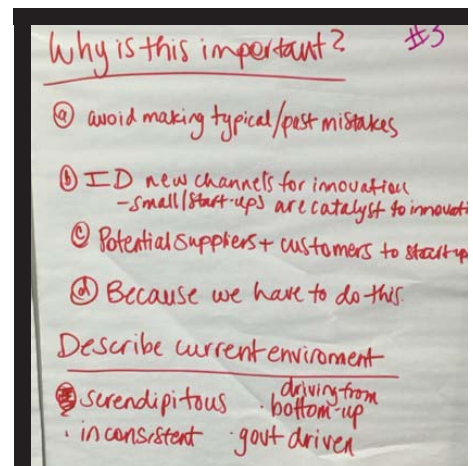 #3
Why is this important?
(a) avoid making typical/past mistakes
(b) ID new channels for innovation
- small/start-ups are catalyst to innovati
(c) Potential suppliers + customers to start up
(d) Because we have to do this.
Describe current enviroment
serendipitous
· inconsistent
· driving from
bottom-up
· govt driven